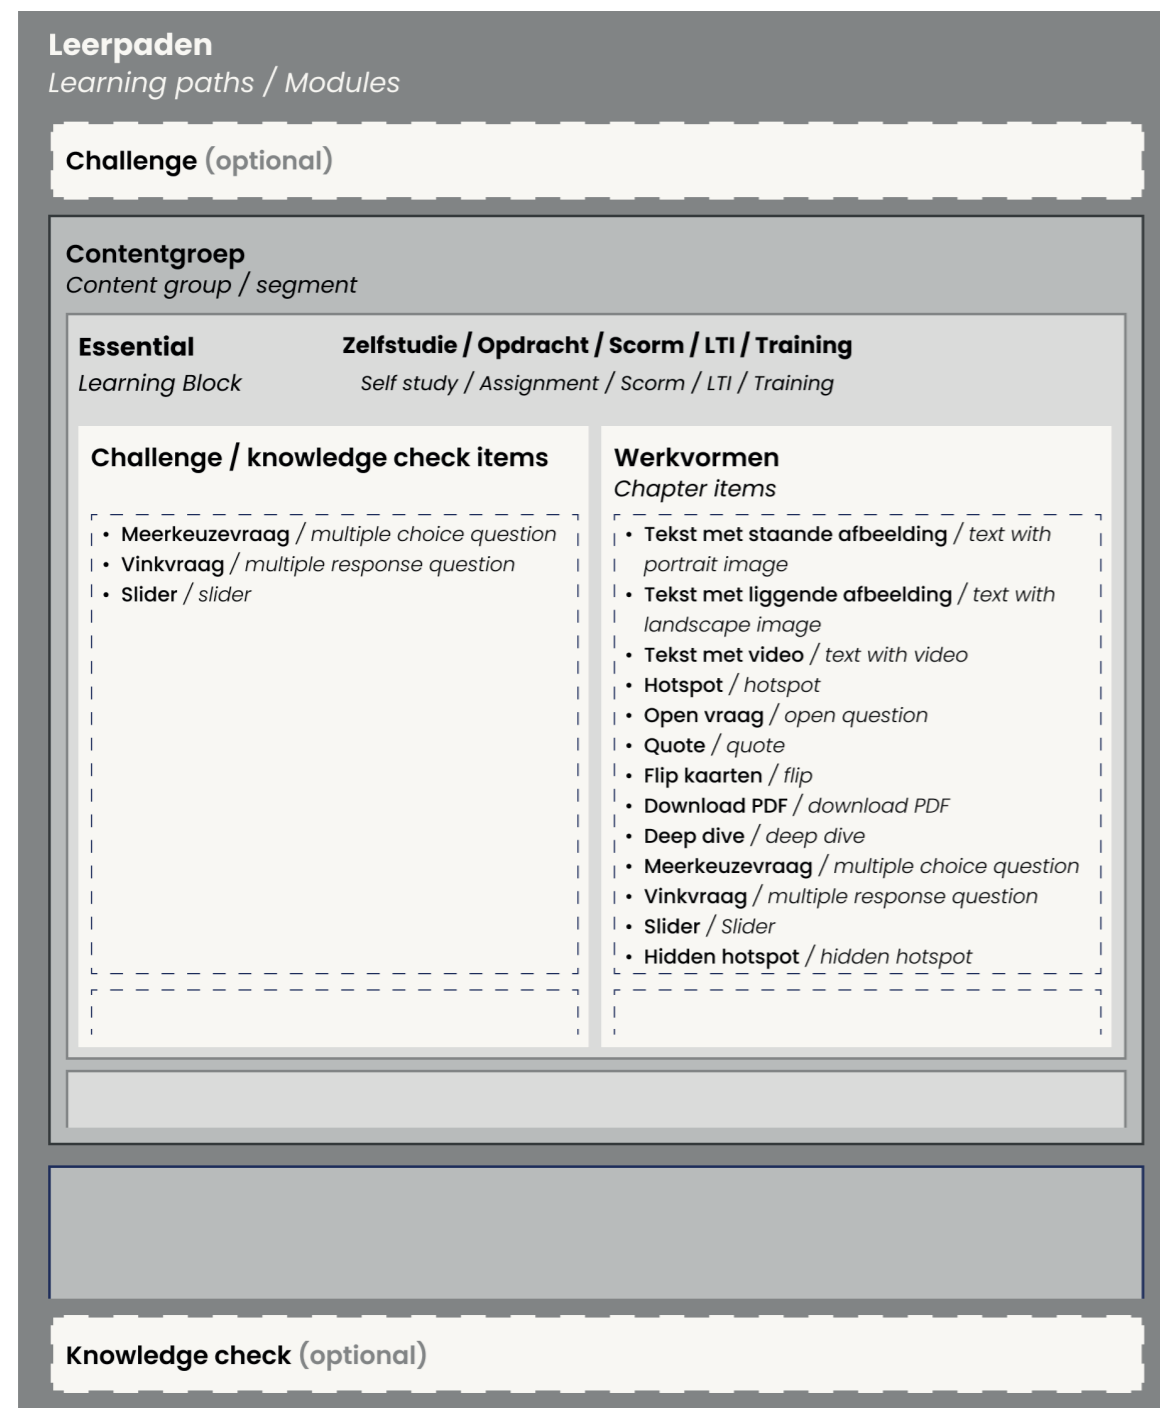 Leerpaden
Learning paths / Modules
Challenge (optional)
Contentgroep
Content group / segment
Essential
Learning Block
Zelfstudie / Opdracht / Scorm / LTI / Training
Self study / Assignment / Scorm / LTI / Training
Challenge / knowledge check items
• Meerkeuzevraag / multiple choice question
• Vinkvraag / multiple response question
• Slider / slider
Werkvormen
Chapter items
• Tekst met staande afbeelding / text with
portrait image
• Tekst met liggende afbeelding / text with
landscape image
• Tekst met video / text with video
• Hotspot / hotspot
• Open vraag / open question
• Quote / quote
• Flip kaarten / flip
• Download PDF / download PDF
• Deep dive / deep dive
• Meerkeuzevraag / multiple choice question
• Vinkvraag / multiple response question
• Slider / Slider
• Hidden hotspot / hidden hotspot
Knowledge check (optional)